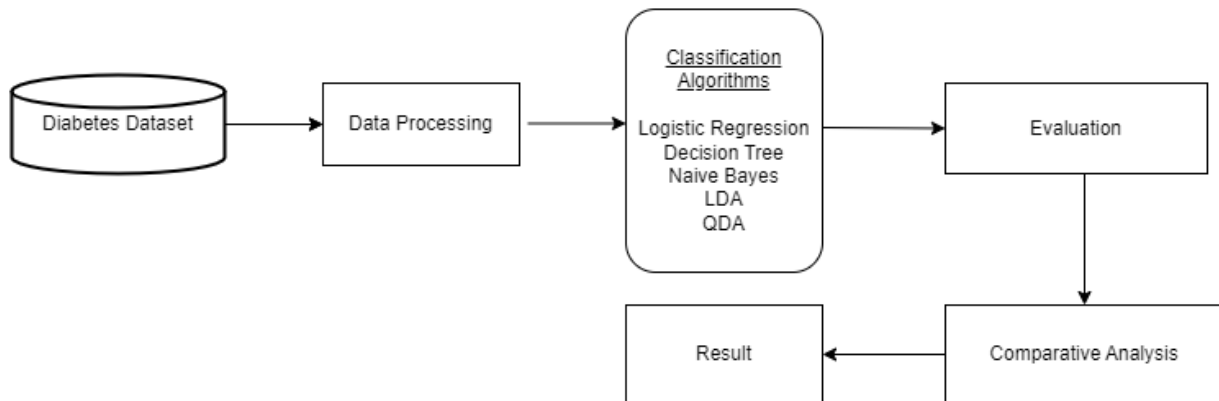 Diabetes Dataset
Data Processing
Classification
Algorithms
Logistic Regression
Decision Tree
Naive Bayes
LDA
QDA
Evaluation
Comparative Analysis
Result